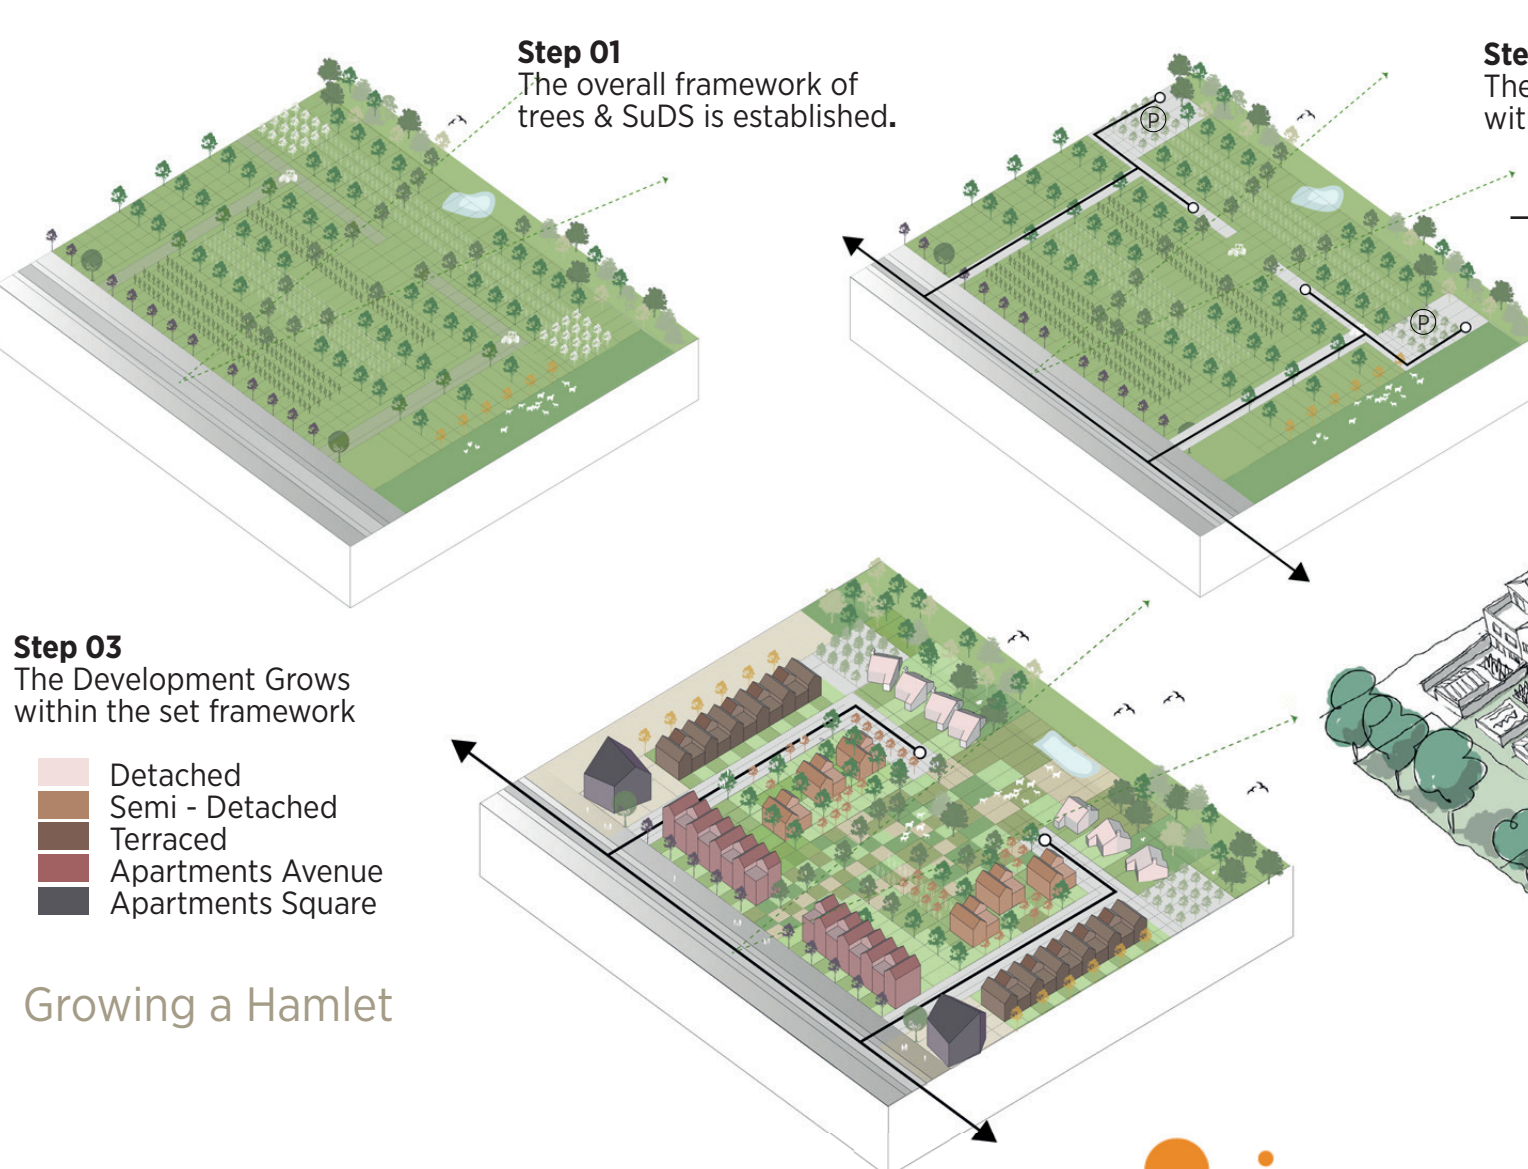 Step 01
The overall framework of
trees & SuDS is established.
Ste
The
wit
P
P
Step 03
The Development Grows
within the set framework
Detached
Semi - Detached
Terraced
Apartments Avenue
Apartments Square
Growing a Hamlet